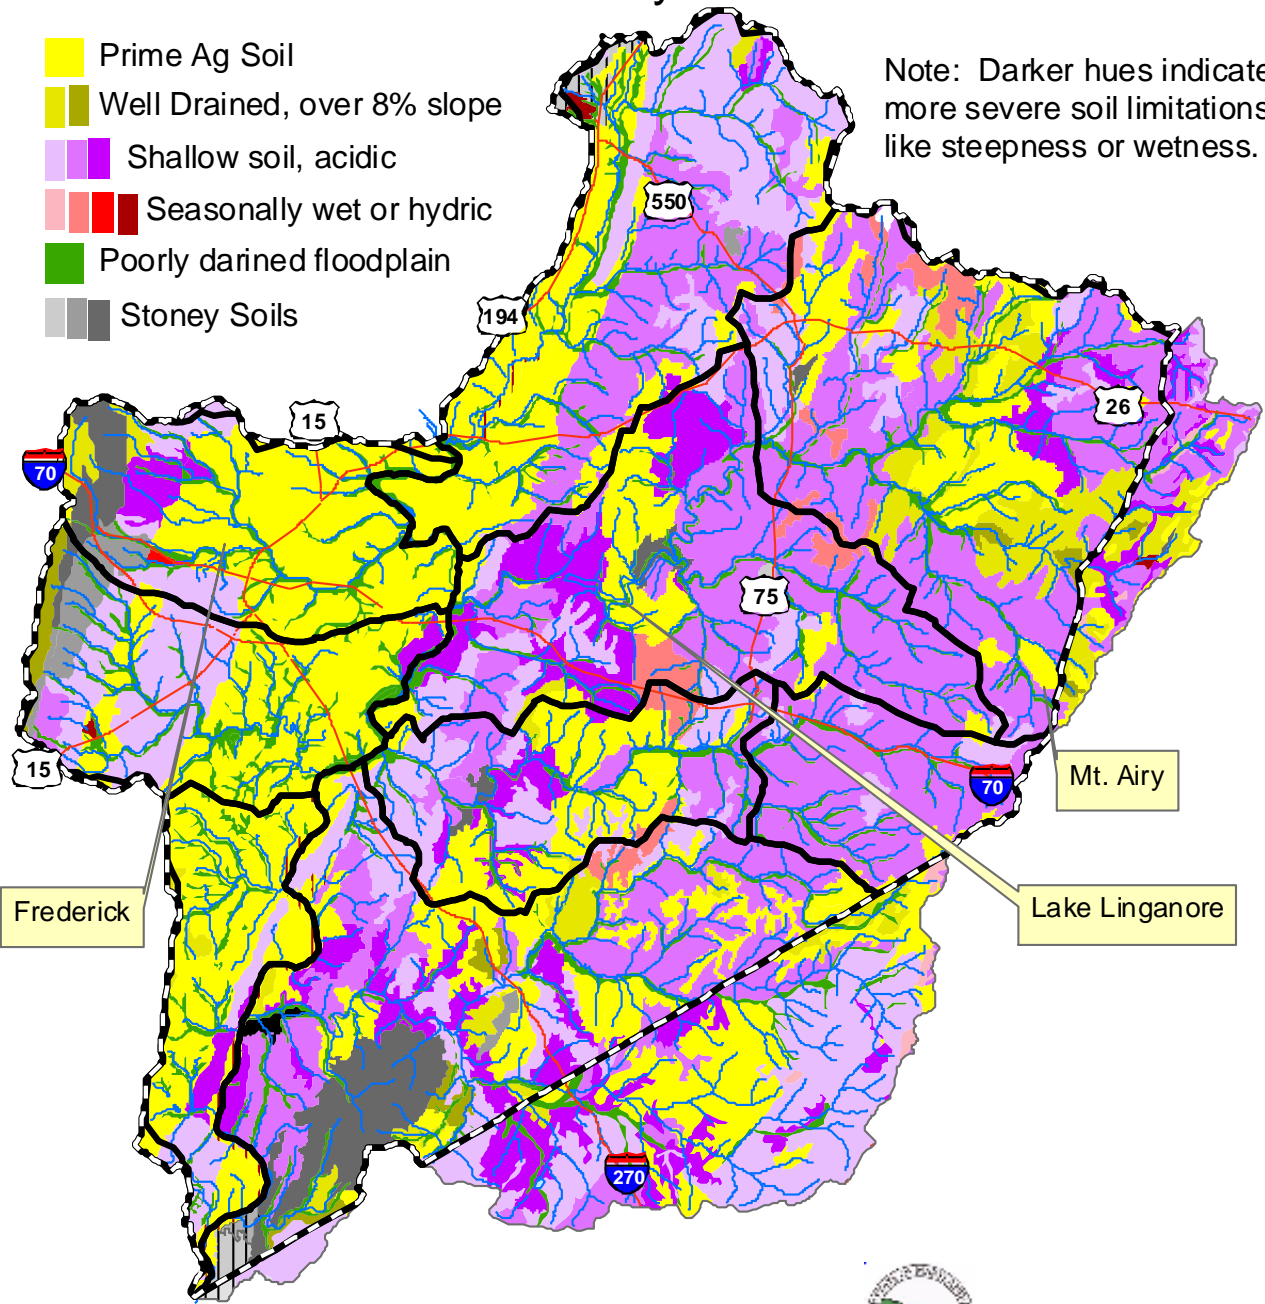 Prime Ag Soil
Well Drained, over 8% slope
Shallow soil, acidic
Seasonally wet or hydric
Poorly darined floodplain
Stoney Soils
Note: Darker hues indicate
more severe soil limitations
like steepness or wetness.
550
194
15
26
70
75
15
70
Mt. Airy
Frederick
Lake Linganore
270